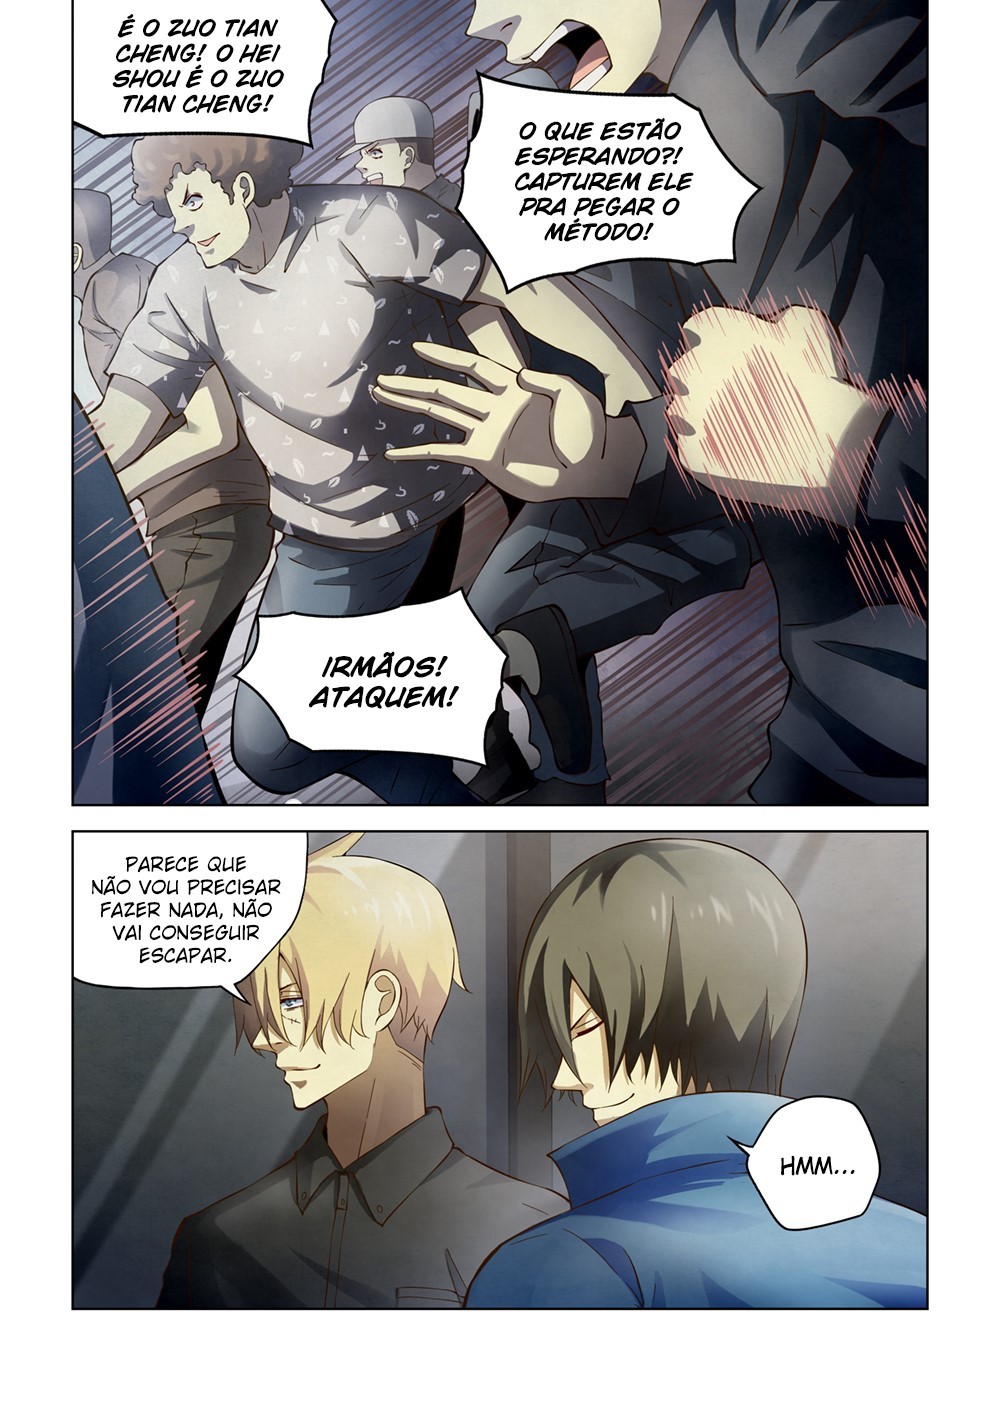 É O ZUO TIAN
CHENG! O HEI
SHOU É O ZUO
TIAN CHENG!
O QUE ESTÃO
ESPERANDO?!
CAPTUREM ELE
PRA PEGAR O
MÉTODO!
IRMÃOS!
ATAQUEM!
PARECE QUE
NÃO VOU PRECISAR
FAZER NADA, NÃO
VAI CONSEGUIR
ESCAPAR.
HMM...